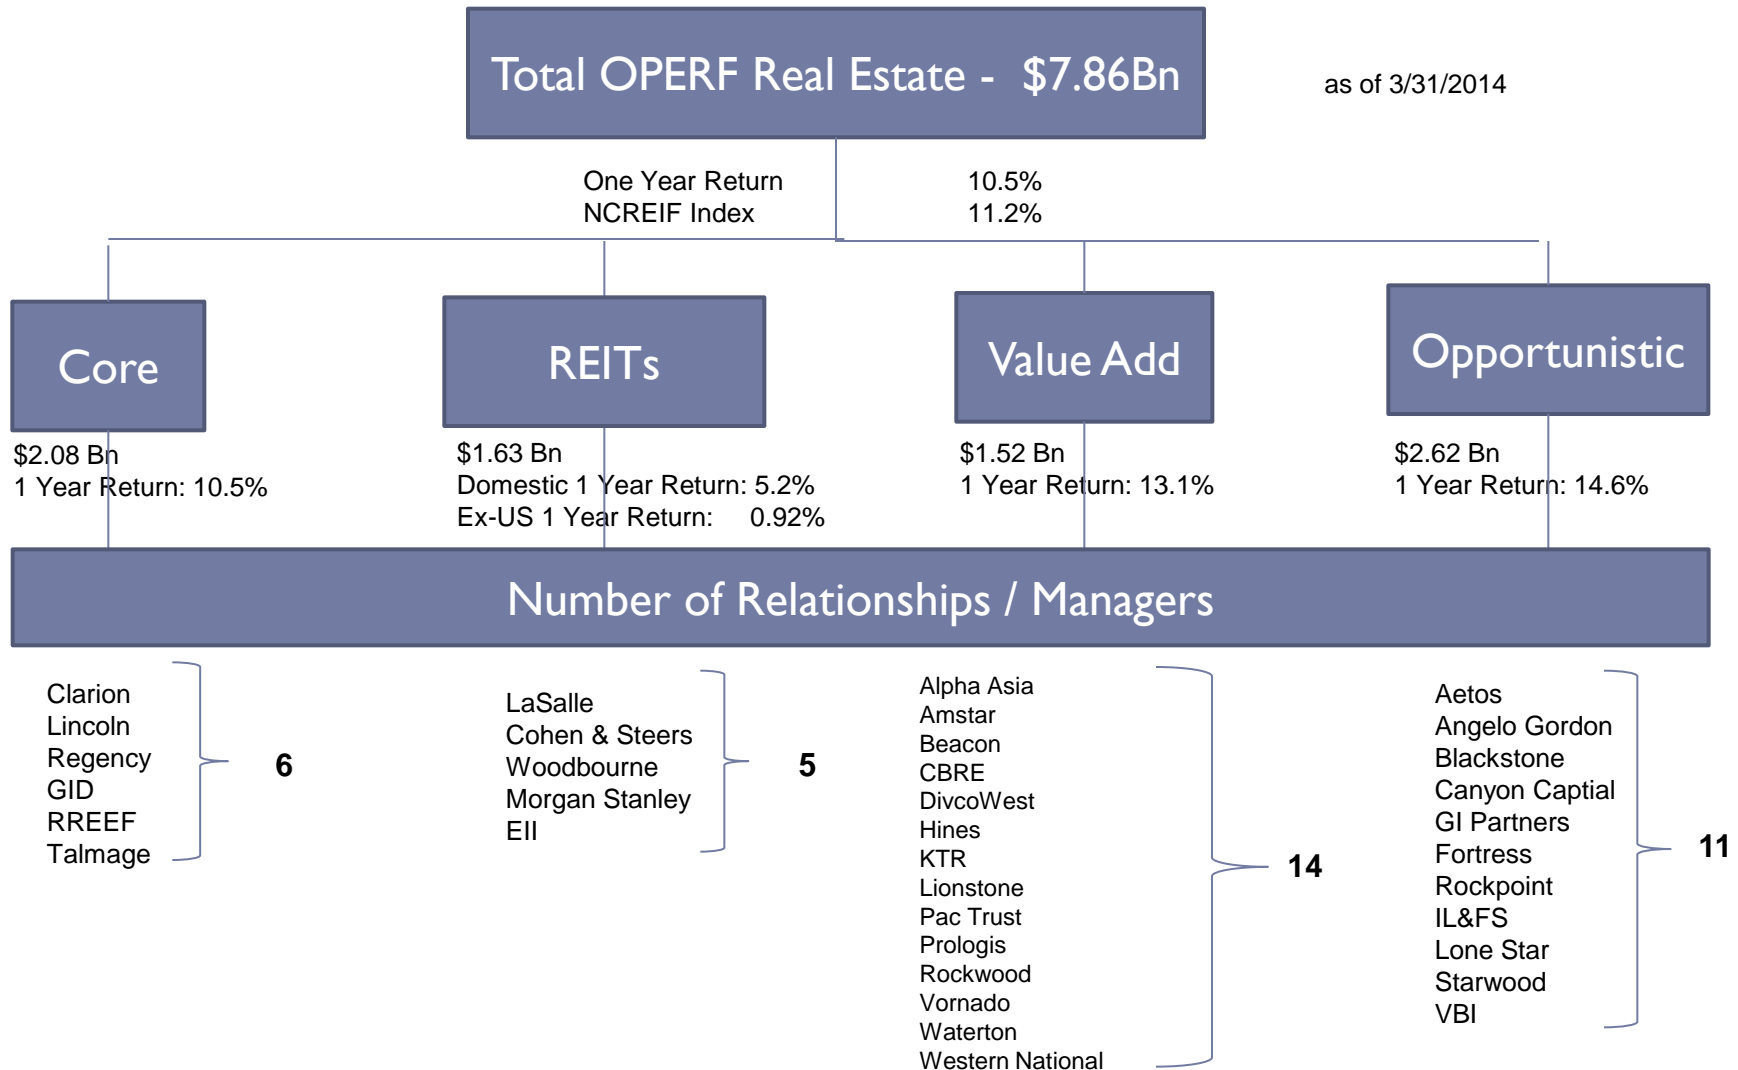 Total OPERF Real Estate - $7.86Bn
as of 3/31/2014
One Year Return 10.5%
NCREIF Index 11.2%
Core
$2.08 Bn
1 Year Return: 10.5%
REITs
$1.63 Bn
Domestic 1 Year Return: 5.2%
Ex-US 1 Year Return: 0.92%
Value Add
$1.52 Bn
1 Year Return: 13.1%
Opportunistic
$2.62 Bn
1 Year Return: 14.6%
Number of Relationships / Managers
Clarion
Lincoln
Regency
GID
RREEF
Talmage
6
LaSalle
Cohen & Steers
Woodbourne
Morgan Stanley
EII
5
Alpha Asia
Amstar
Beacon
CBRE
DivcoWest
Hines
KTR
Lionstone
Pac Trust
Prologis
Rockwood
Vornado
Waterton
Western National
14
Aetos
Angelo Gordon
Blackstone
Canyon Captial
GI Partners
Fortress
Rockpoint
IL&FS
Lone Star
Starwood
VBI
11